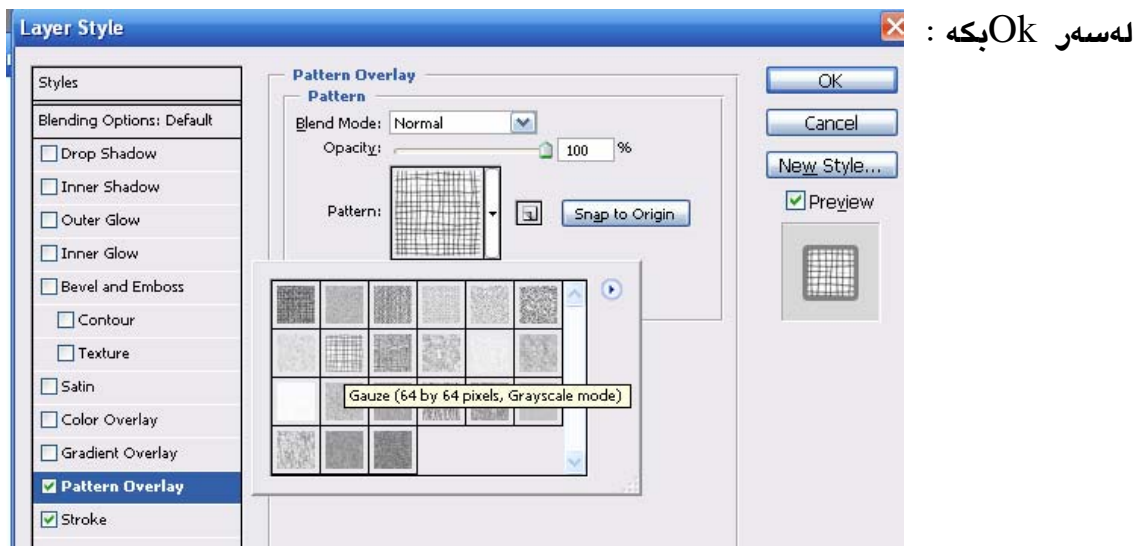 لەسەر Okبکە :
Layer Style
Styles
Blending Options: Default
Drop Shadow
Inner Shadow
Outer Glow
Inner Glow
Bevel and Emboss
Contour
Texture
Satin
Color Overlay
Gradient Overlay
Pattern Overlay
Stroke
Pattern Overlay
Pattern
Blend Mode: Normal
Opacity: 100 %
Pattern:
Snap to Origin
Gauze (64 by 64 pixels, Grayscale mode)
OK
Cancel
New Style...
Preview